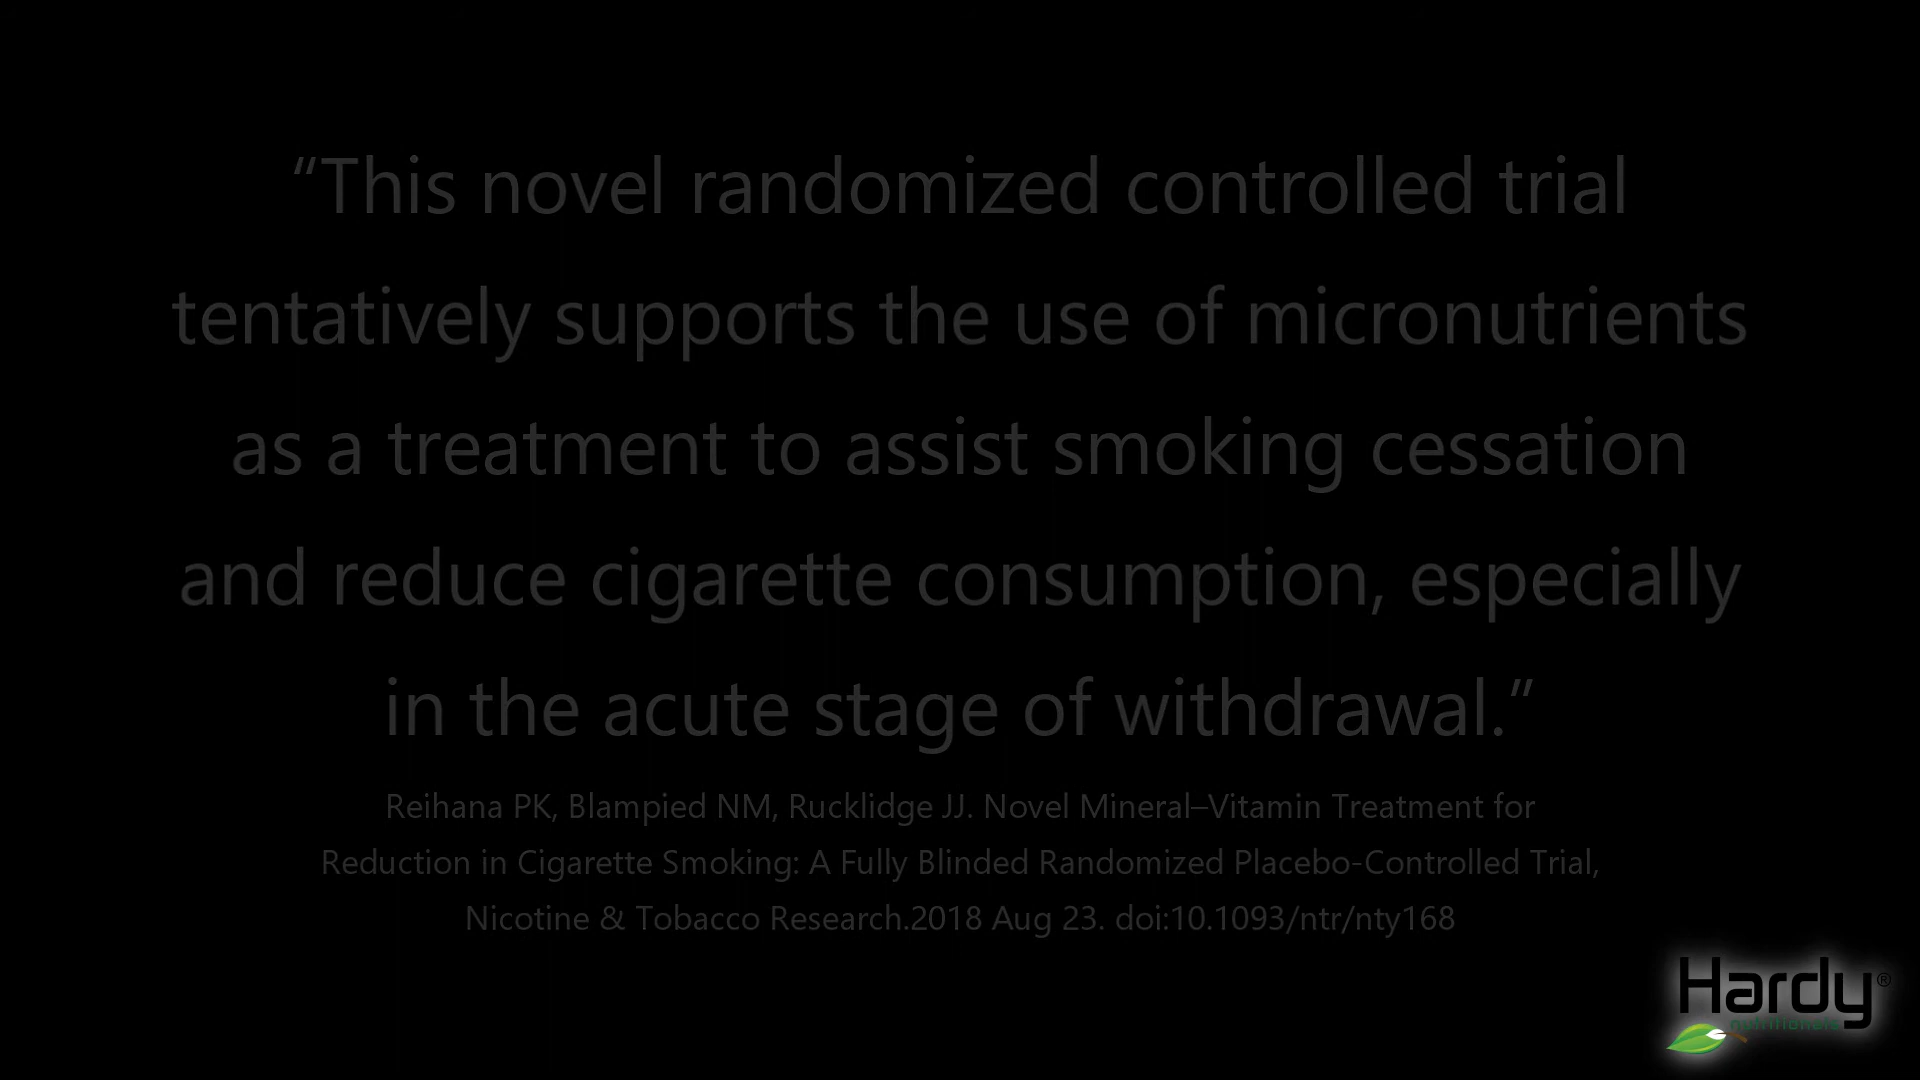 “This novel randomized controlled trial
tentatively supports the use of micronutrients
as a treatment to assist smoking cessation
and reduce cigarette consumption, especially
in the acute stage of withdrawal.”
Reihana PK, Blampied NM, Rucklidge JJ. Novel Mineral–Vitamin Treatment for
Reduction in Cigarette Smoking: A Fully Blinded Randomized Placebo-Controlled Trial,
Nicotine & Tobacco Research.2018 Aug 23. doi:10.1093/ntr/nty168
Hardy®
nutritionals